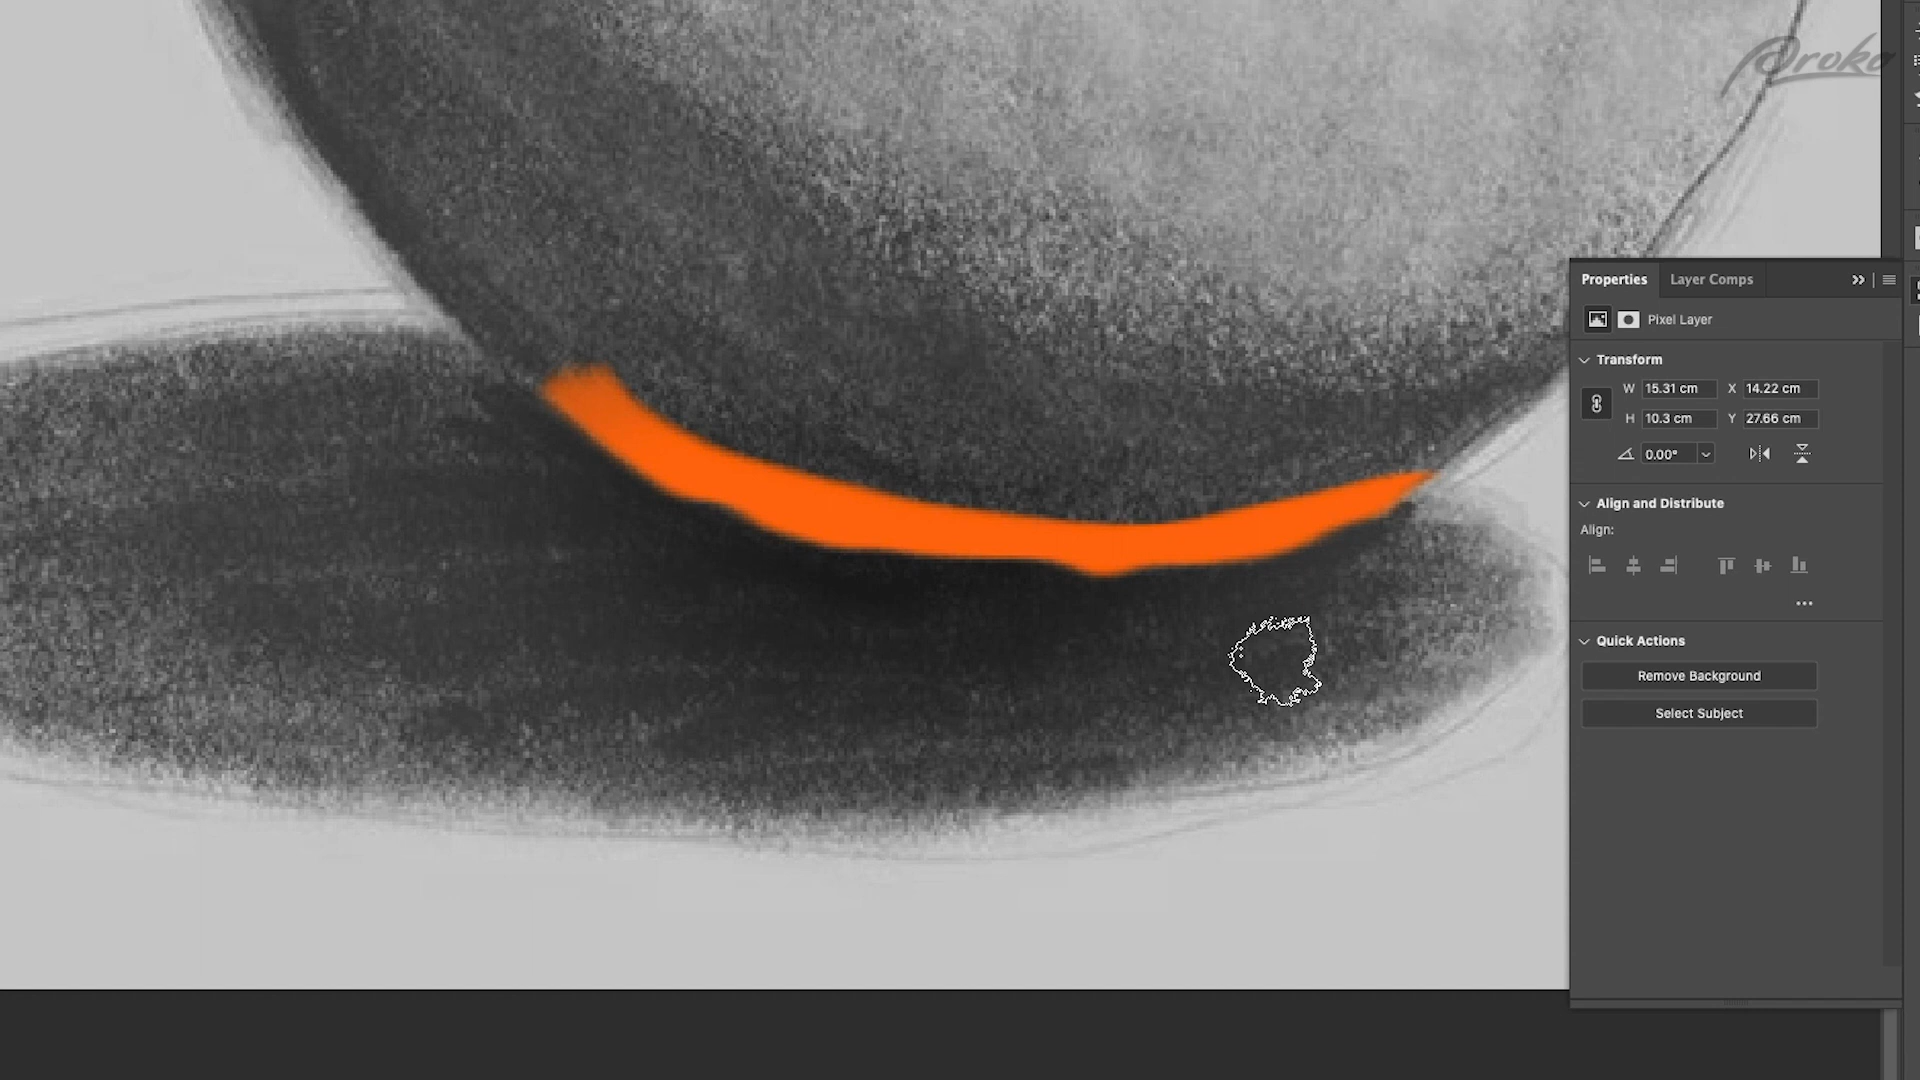 Proko
Properties
Layer Comps
Pixel Layer
Transform
W 15.31 cm X 14.22 cm
H 10.3 cm Y 27.66 cm
0.00°
Align and Distribute
Align:
Quick Actions
Remove Background
Select Subject